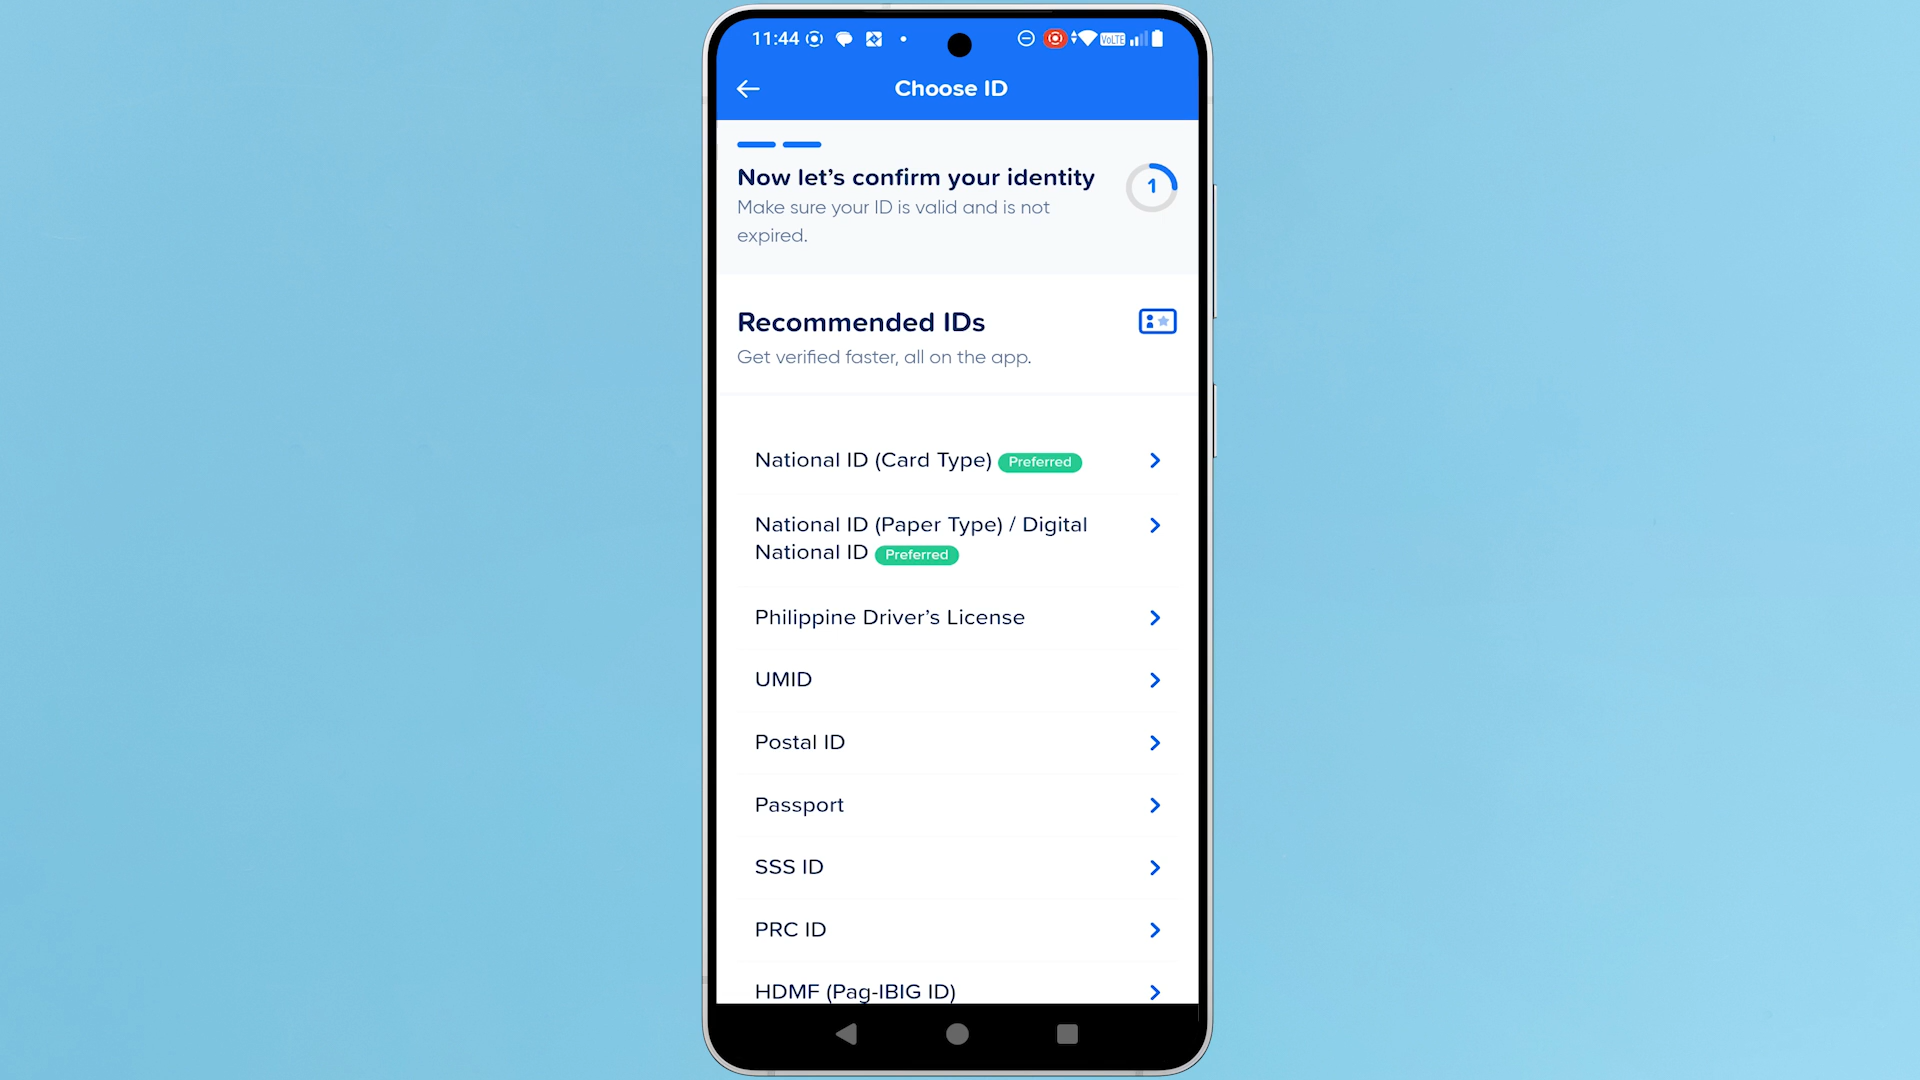 11:44
VoLTE
Choose ID
Now let’s confirm your identity
1
Make sure your ID is valid and is not
expired.
Recommended IDs
Get verified faster, all on the app.
National ID (Card Type) Preferred
National ID (Paper Type) / Digital
National ID Preferred
Philippine Driver’s License
UMID
Postal ID
Passport
SSS ID
PRC ID
HDMF (Pag-IBIG ID)